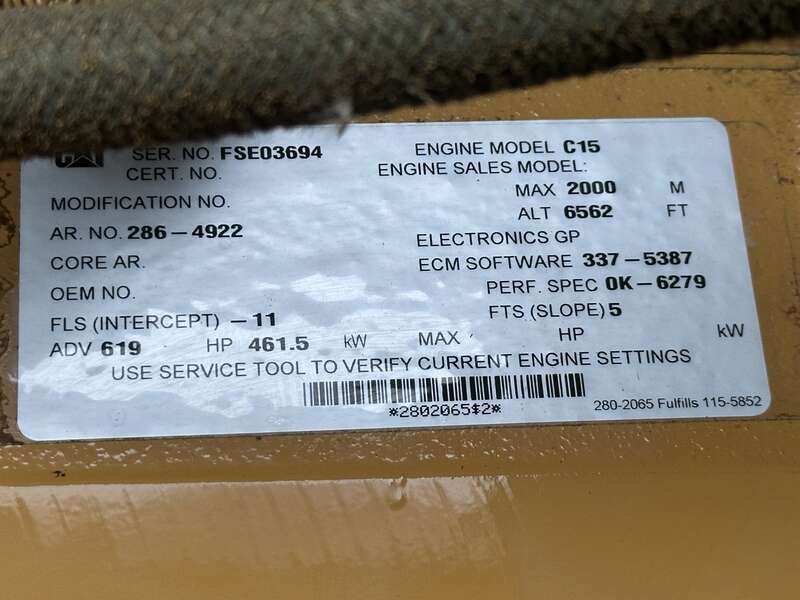 CAT SER. NO. FSE03694 ENGINE MODEL C15
CERT. NO. ENGINE SALES MODEL:
MODIFICATION NO. MAX 2000 M
ALT 6562 FT
AR. NO. 286-4922 ELECTRONICS GP
CORE AR. ECM SOFTWARE 337-5387
OEM NO. PERF. SPEC 0K-6279
FLS (INTERCEPT) -11 FTS (SLOPE) 5
ADV 619 HP 461.5 kW MAX HP kW
USE SERVICE TOOL TO VERIFY CURRENT ENGINE SETTINGS
*2802065$2*
280-2065 Fulfills 115-5852